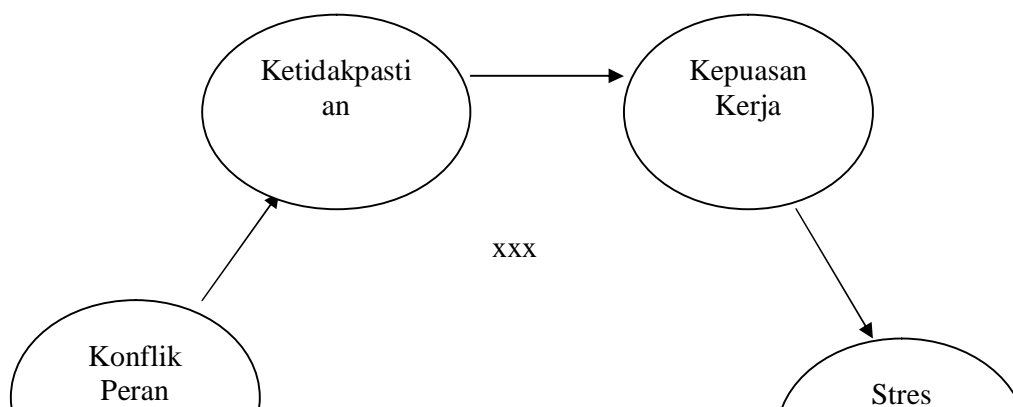 Ketidakpasti
an
Kepuasan
Kerja
xxx
Konflik
Peran
Stres